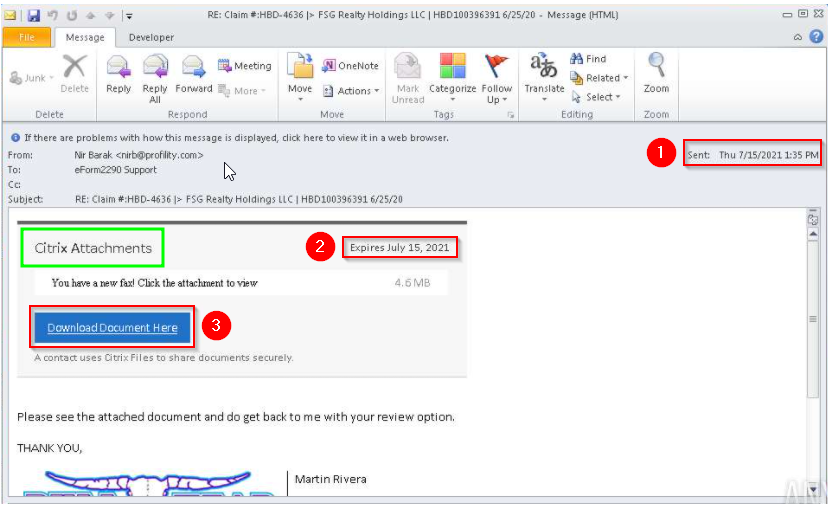 RE: Claim #:HBD-4636 |> FSG Realty Holdings LLC | HBD100396391 6/25/20 - Message (HTML)
File Message Developer
Junk Delete Reply Reply All Forward Meeting More Move OneNote Actions Mark Unread Categorize Follow Up Translate Find Related Select Zoom
Delete Respond Move Tags Editing Zoom
If there are problems with how this message is displayed, click here to view it in a web browser.
From: Nir Barak <nirb@profility.com>
1
Sent: Thu 7/15/2021 1:35 PM
To: eForm2290 Support
Cc:
Subject: RE: Claim #:HBD-4636 |> FSG Realty Holdings LLC | HBD100396391 6/25/20
Citrix Attachments
2
Expires July 15, 2021
You have a new fax! Click the attachment to view
4.6 MB
Download Document Here
3
A contact uses Citrix Files to share documents securely.
Please see the attached document and do get back to me with your review option.
THANK YOU,
Martin Rivera